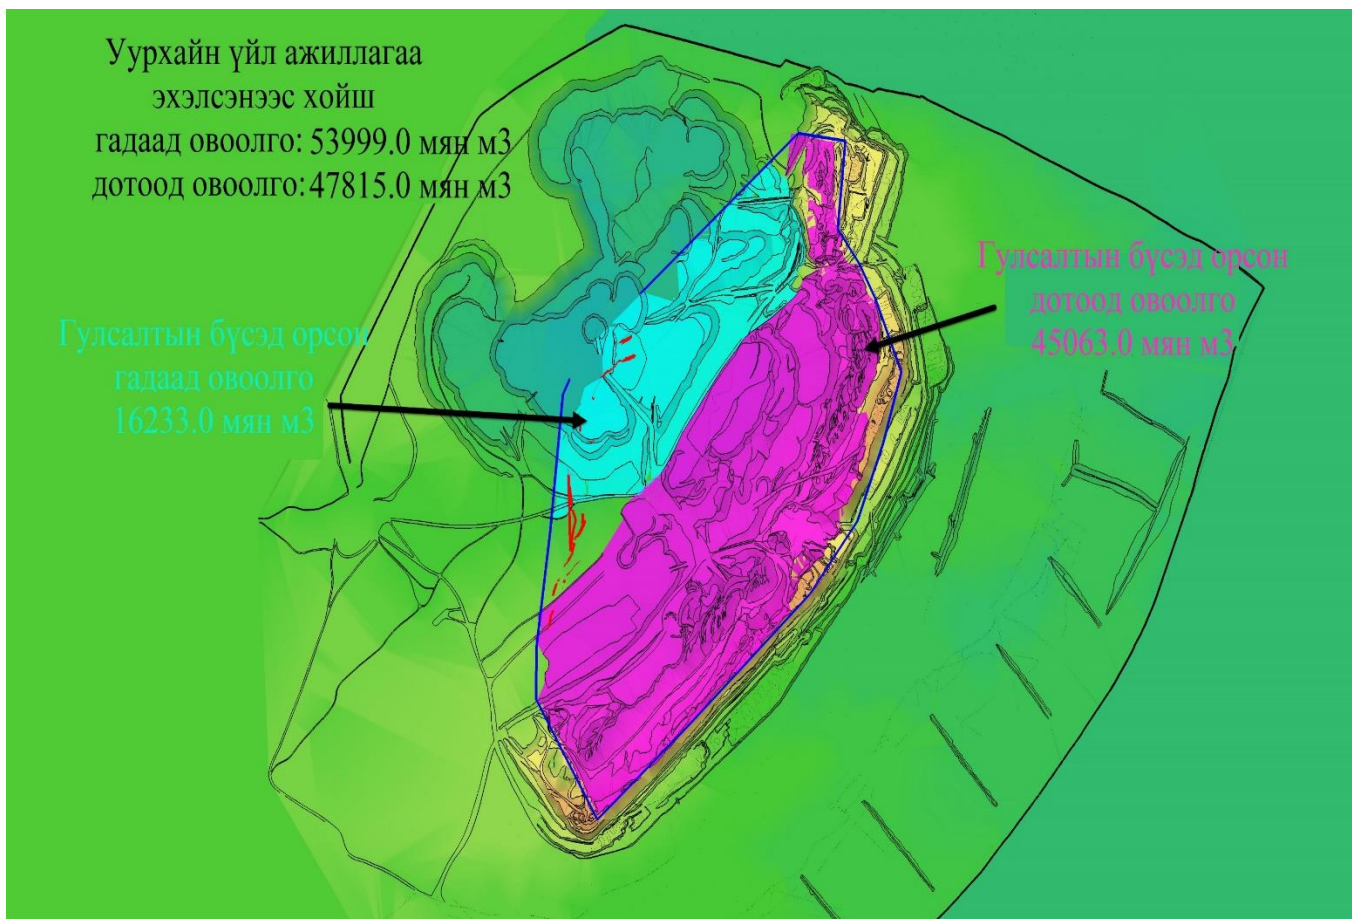 Уурхайн үйл ажиллагаа
эхэлсэнээс хойш
гадаад овоолго: 53999.0 мян м3
дотоод овоолго: 47815.0 мян м3
Гулсалтын бүсэд орсон
дотоод овоолго
45063.0 мян м3
Гулсалтын бүсэд орсон
гадаад овоолго
16233.0 мян м3